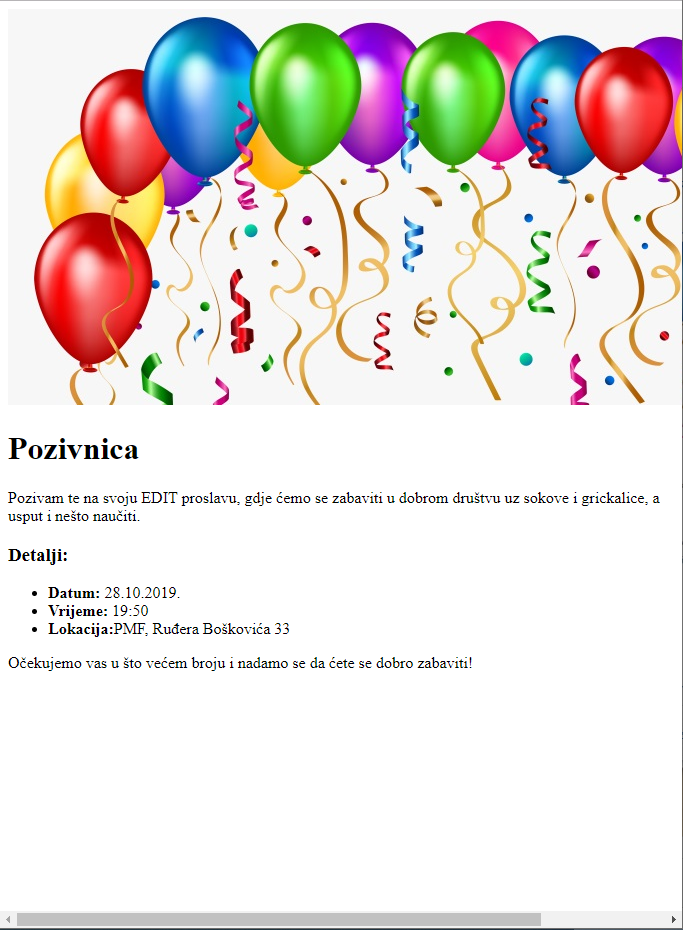 Pozivnica
Pozivam te na svoju EDIT proslavu, gdje ćemo se zabaviti u dobrom društvu uz sokove i grickalice, a
usput i nešto naučiti.
Detalji:
Datum: 28.10.2019.
Vrijeme: 19:50
Lokacija:PMF, Ruđera Boškovića 33
Očekujemo vas u što većem broju i nadamo se da ćete se dobro zabaviti!